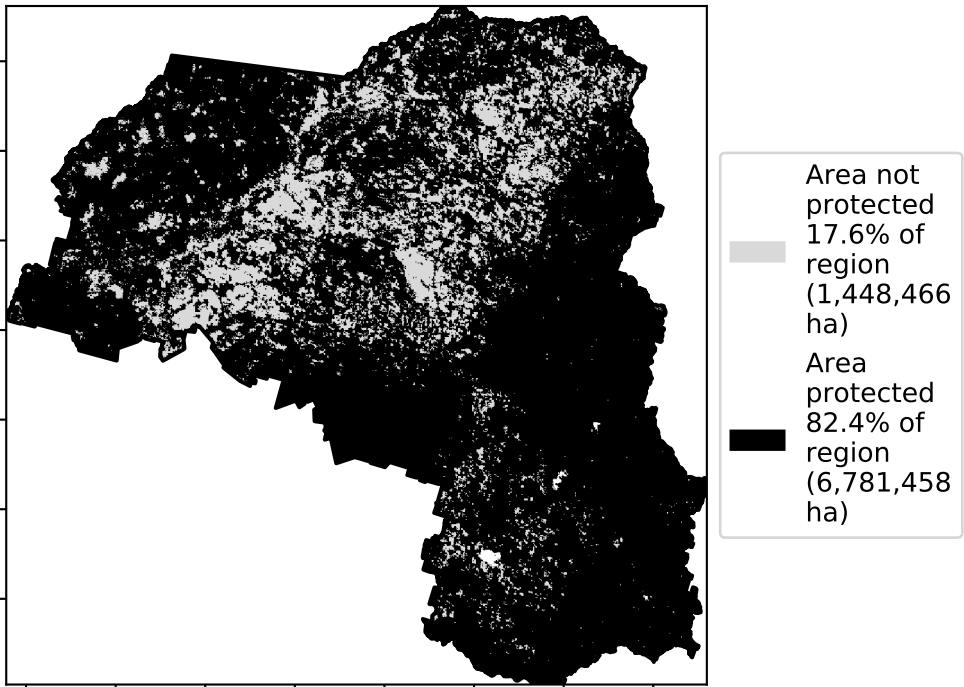 Area not
protected
17.6% of
region
(1,448,466
ha)
Area
protected
82.4% of
region
(6,781,458
ha)